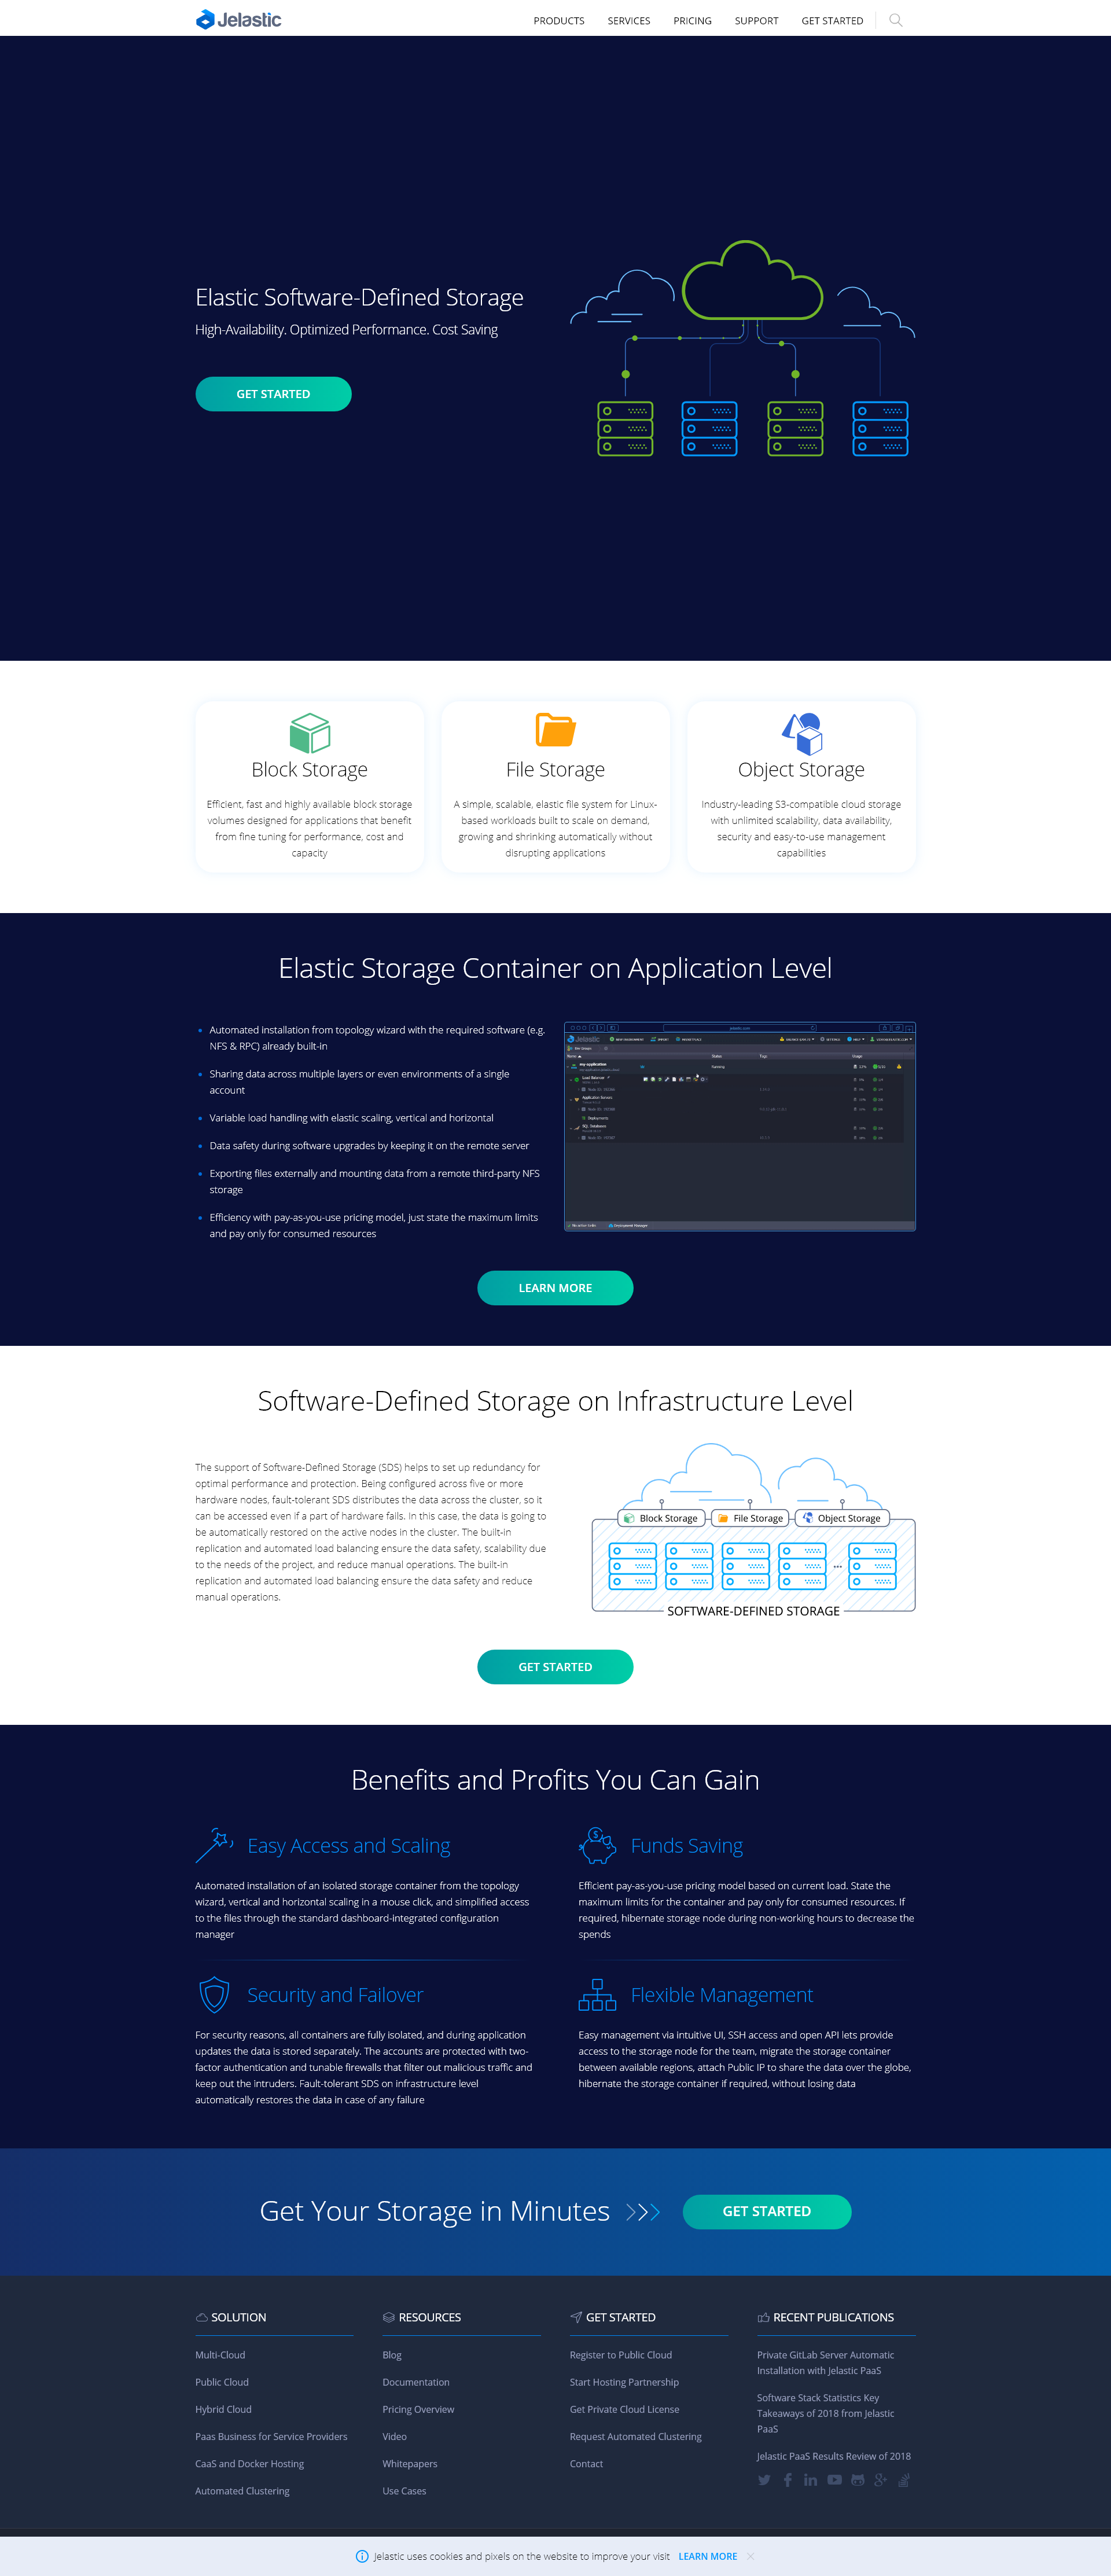 Jelastic
PRODUCTS
SERVICES
PRICING
SUPPORT
GET STARTED
Elastic Software-Defined Storage
High-Availability. Optimized Performance. Cost Saving
GET STARTED
Block Storage
Efficient, fast and highly available block storage
volumes designed for applications that benefit
from fine tuning for performance, cost and
capacity
File Storage
A simple, scalable, elastic file system for Linux-
based workloads built to scale on demand,
growing and shrinking automatically without
disrupting applications
Object Storage
Industry-leading S3-compatible cloud storage
with unlimited scalability, data availability,
security and easy-to-use management
capabilities
Elastic Storage Container on Application Level
Automated installation from topology wizard with the required software (e.g.
NFS & RPC) already built-in
Sharing data across multiple layers or even environments of a single
account
Variable load handling with elastic scaling, vertical and horizontal
Data safety during software upgrades by keeping it on the remote server
Exporting files externally and mounting data from a remote third-party NFS
storage
Efficiency with pay-as-you-use pricing model, just state the maximum limits
and pay only for consumed resources
Jelastic
Name
Status
Tags
Usage
my-application
Running
Load Balancer
Application Servers
Deployments
SQL Databases
LEARN MORE
Software-Defined Storage on Infrastructure Level
The support of Software-Defined Storage (SDS) helps to set up redundancy for
optimal performance and protection. Being configured across five or more
hardware nodes, fault-tolerant SDS distributes the data across the cluster, so it
can be accessed even if a part of hardware fails. In this case, the data is going to
be automatically restored on the active nodes in the cluster. The built-in
replication and automated load balancing ensure the data safety, scalability due
to the needs of the project, and reduce manual operations. The built-in
replication and automated load balancing ensure the data safety and reduce
manual operations.
Block Storage
File Storage
Object Storage
...
SOFTWARE-DEFINED STORAGE
GET STARTED
Benefits and Profits You Can Gain
Easy Access and Scaling
Automated installation of an isolated storage container from the topology
wizard, vertical and horizontal scaling in a mouse click, and simplified access
to the files through the standard dashboard-integrated configuration
manager
Funds Saving
Efficient pay-as-you-use pricing model based on current load. State the
maximum limits for the container and pay only for consumed resources. If
required, hibernate storage node during non-working hours to decrease the
spends
Security and Failover
For security reasons, all containers are fully isolated, and during application
updates the data is stored separately. The accounts are protected with two-
factor authentication and tunable firewalls that filter out malicious traffic and
keep out the intruders. Fault-tolerant SDS on infrastructure level
automatically restores the data in case of any failure
Flexible Management
Easy management via intuitive UI, SSH access and open API lets provide
access to the storage node for the team, migrate the storage container
between available regions, attach Public IP to share the data over the globe,
hibernate the storage container if required, without losing data
Get Your Storage in Minutes
GET STARTED
SOLUTION
Multi-Cloud
Public Cloud
Hybrid Cloud
Paas Business for Service Providers
CaaS and Docker Hosting
Automated Clustering
RESOURCES
Blog
Documentation
Pricing Overview
Video
Whitepapers
Use Cases
GET STARTED
Register to Public Cloud
Start Hosting Partnership
Get Private Cloud License
Request Automated Clustering
Contact
RECENT PUBLICATIONS
Private GitLab Server Automatic
Installation with Jelastic PaaS
Software Stack Statistics Key
Takeaways of 2018 from Jelastic
PaaS
Jelastic PaaS Results Review of 2018
Jelastic uses cookies and pixels on the website to improve your visit LEARN MORE